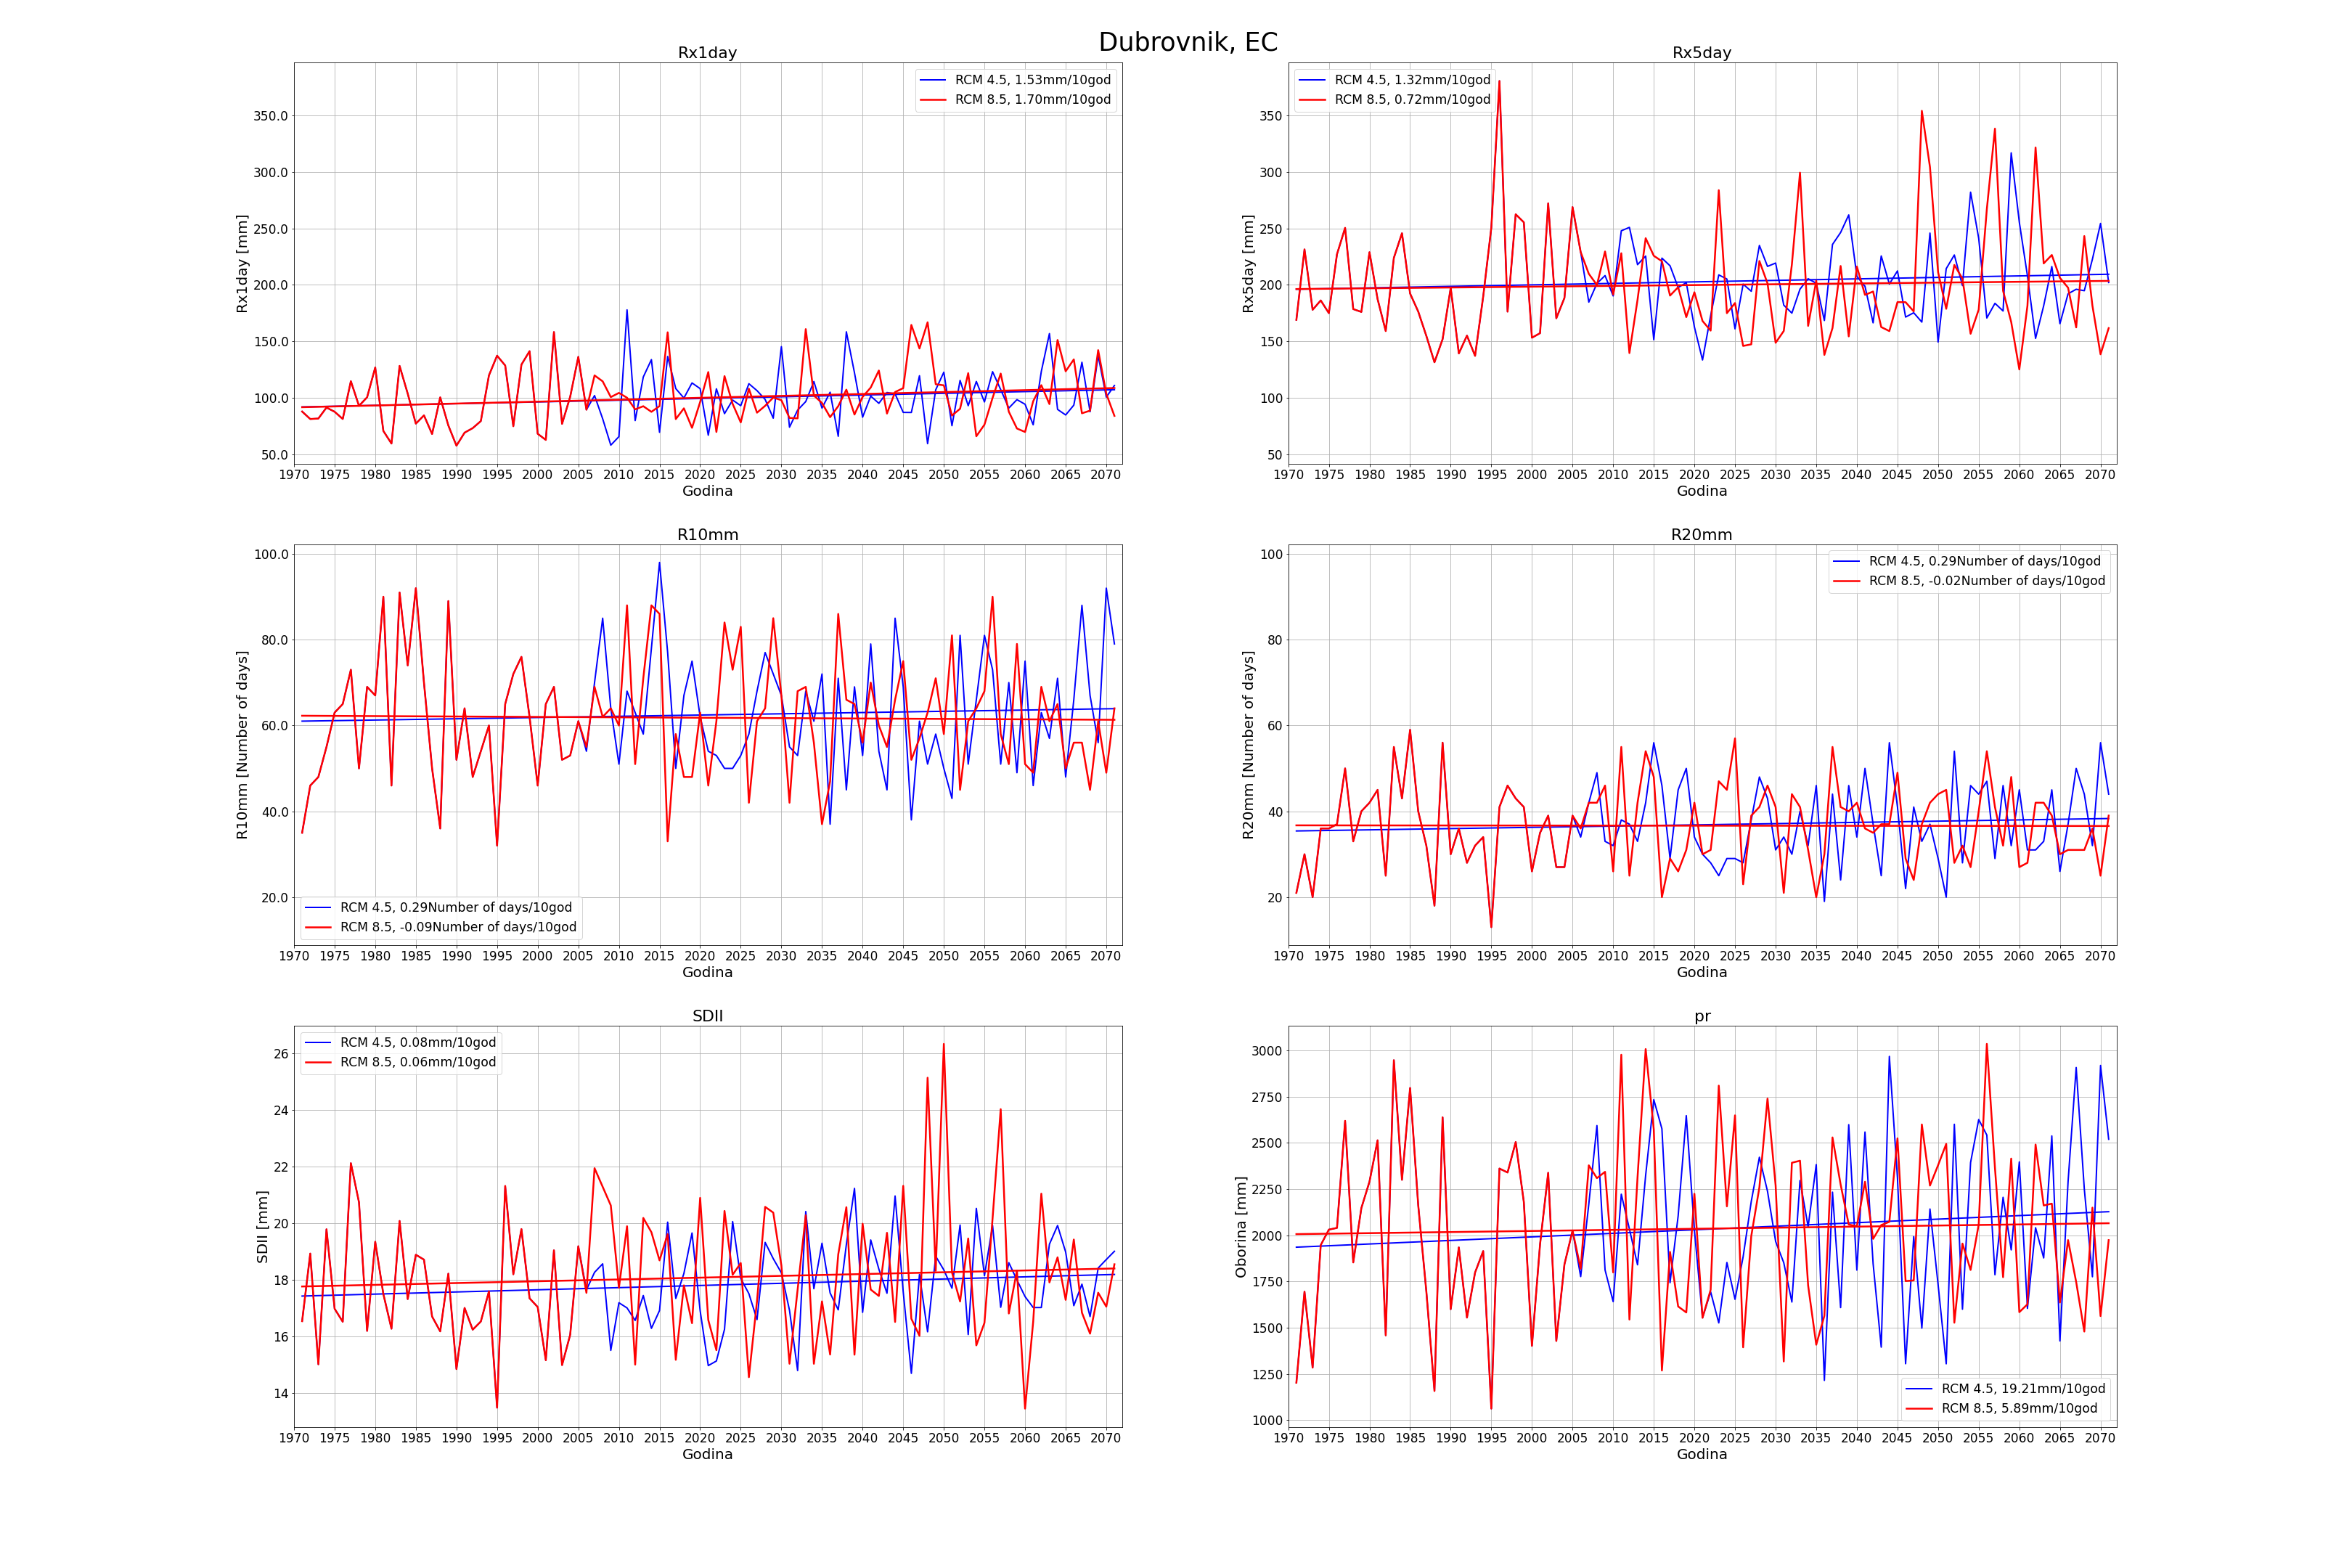 Dubrovnik, EC
Rx1day
RCM 4.5, 1.53mm/10god
RCM 8.5, 1.70mm/10god
Rx1day [mm]
350.0
300.0
250.0
200.0
150.0
100.0
50.0
1970 1975 1980 1985 1990 1995 2000 2005 2010 2015 2020 2025 2030 2035 2040 2045 2050 2055 2060 2065 2070
Godina
Rx5day
RCM 4.5, 1.32mm/10god
RCM 8.5, 0.72mm/10god
Rx5day [mm]
350
300
250
200
150
100
50
1970 1975 1980 1985 1990 1995 2000 2005 2010 2015 2020 2025 2030 2035 2040 2045 2050 2055 2060 2065 2070
Godina
R10mm
R10mm [Number of days]
100.0
80.0
60.0
40.0
20.0
RCM 4.5, 0.29Number of days/10god
RCM 8.5, -0.09Number of days/10god
1970 1975 1980 1985 1990 1995 2000 2005 2010 2015 2020 2025 2030 2035 2040 2045 2050 2055 2060 2065 2070
Godina
R20mm
RCM 4.5, 0.29Number of days/10god
RCM 8.5, -0.02Number of days/10god
R20mm [Number of days]
100
80
60
40
20
1970 1975 1980 1985 1990 1995 2000 2005 2010 2015 2020 2025 2030 2035 2040 2045 2050 2055 2060 2065 2070
Godina
SDII
RCM 4.5, 0.08mm/10god
RCM 8.5, 0.06mm/10god
SDII [mm]
26
24
22
20
18
16
14
1970 1975 1980 1985 1990 1995 2000 2005 2010 2015 2020 2025 2030 2035 2040 2045 2050 2055 2060 2065 2070
Godina
pr
Oborina [mm]
3000
2750
2500
2250
2000
1750
1500
1250
1000
RCM 4.5, 19.21mm/10god
RCM 8.5, 5.89mm/10god
1970 1975 1980 1985 1990 1995 2000 2005 2010 2015 2020 2025 2030 2035 2040 2045 2050 2055 2060 2065 2070
Godina